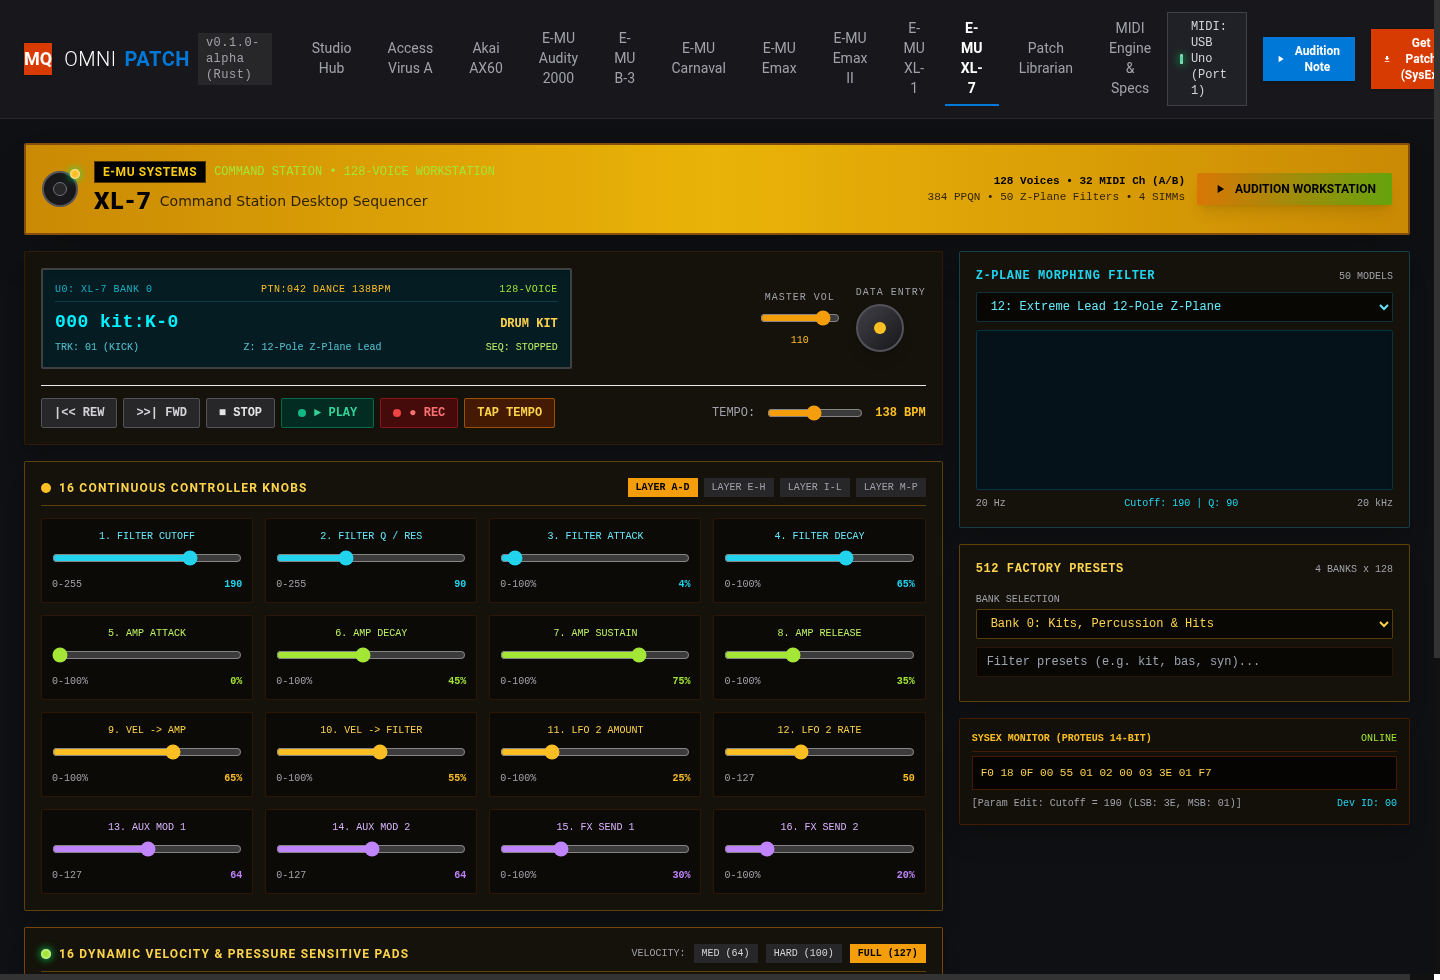 MQ OMNI PATCH
v0.1.0-
alpha
(Rust)
Studio
Hub
Access
Virus A
Akai
AX60
E-MU
Audity
2000
E-
MU
B-3
E-MU
Carnaval
E-MU
Emax
E-MU
Emax
II
E-
MU
XL-
1
E-
MU
XL-
7
Patch
Librarian
MIDI
Engine
&
Specs
MIDI:
USB
Uno
(Port
1)
Audition
Note
Get
Patch
(SysEx
E-MU SYSTEMS COMMAND STATION • 128-VOICE WORKSTATION
XL-7 Command Station Desktop Sequencer
128 Voices • 32 MIDI Ch (A/B)
384 PPQN • 50 Z-Plane Filters • 4 SIMMs
AUDITION WORKSTATION
U0: XL-7 BANK 0 PTN:042 DANCE 138BPM 128-VOICE
000 kit:K-0 DRUM KIT
TRK: 01 (KICK) Z: 12-Pole Z-Plane Lead SEQ: STOPPED
MASTER VOL
110
DATA ENTRY
|<< REW >>| FWD ■ STOP ▶ PLAY ● REC TAP TEMPO TEMPO: 138 BPM
16 CONTINUOUS CONTROLLER KNOBS LAYER A-D LAYER E-H LAYER I-L LAYER M-P
1. FILTER CUTOFF 2. FILTER Q / RES 3. FILTER ATTACK 4. FILTER DECAY
0-255 190 0-255 90 0-100% 4% 0-100% 65%
5. AMP ATTACK 6. AMP DECAY 7. AMP SUSTAIN 8. AMP RELEASE
0-100% 0% 0-100% 45% 0-100% 75% 0-100% 35%
9. VEL -> AMP 10. VEL -> FILTER 11. LFO 2 AMOUNT 12. LFO 2 RATE
0-100% 65% 0-100% 55% 0-100% 25% 0-127 50
13. AUX MOD 1 14. AUX MOD 2 15. FX SEND 1 16. FX SEND 2
0-127 64 0-127 64 0-100% 30% 0-100% 20%
16 DYNAMIC VELOCITY & PRESSURE SENSITIVE PADS VELOCITY: MED (64) HARD (100) FULL (127)
Z-PLANE MORPHING FILTER 50 MODELS
12: Extreme Lead 12-Pole Z-Plane
20 Hz Cutoff: 190 | Q: 90 20 kHz
512 FACTORY PRESETS 4 BANKS x 128
BANK SELECTION
Bank 0: Kits, Percussion & Hits
Filter presets (e.g. kit, bas, syn)...
SYSEX MONITOR (PROTEUS 14-BIT) ONLINE
F0 18 0F 00 55 01 02 00 03 3E 01 F7
[Param Edit: Cutoff = 190 (LSB: 3E, MSB: 01)] Dev ID: 00